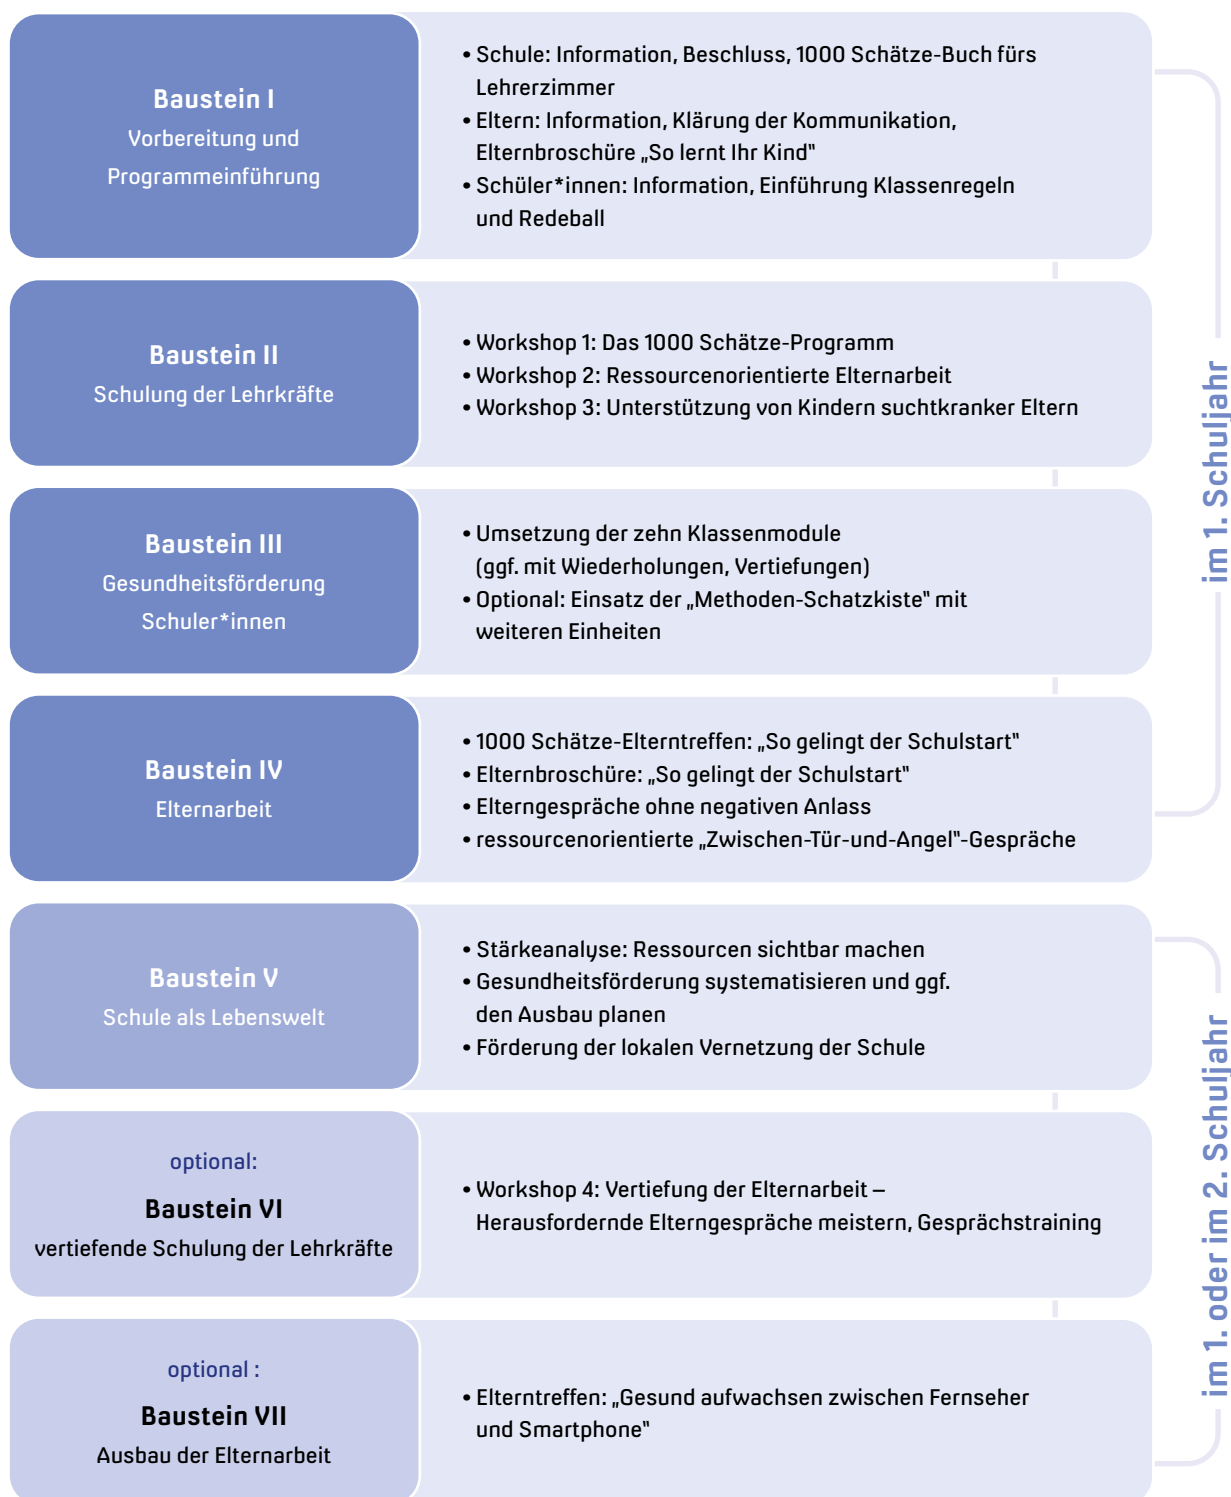 Baustein I
Vorbereitung und
Programmeinführung
• Schule: Information, Beschluss, 1000 Schätze-Buch fürs
Lehrerzimmer
• Eltern: Information, Klärung der Kommunikation,
Elternbroschüre „So lernt Ihr Kind“
• Schüler*innen: Information, Einführung Klassenregeln
und Redeball
Baustein II
Schulung der Lehrkräfte
• Workshop 1: Das 1000 Schätze-Programm
• Workshop 2: Ressourcenorientierte Elternarbeit
• Workshop 3: Unterstützung von Kindern suchtkranker Eltern
Baustein III
Gesundheitsförderung
Schuler*innen
• Umsetzung der zehn Klassenmodule
(ggf. mit Wiederholungen, Vertiefungen)
• Optional: Einsatz der „Methoden-Schatzkiste“ mit
weiteren Einheiten
Baustein IV
Elternarbeit
• 1000 Schätze-Elterntreffen: „So gelingt der Schulstart“
• Elternbroschüre: „So gelingt der Schulstart“
• Elterngespräche ohne negativen Anlass
• ressourcenorientierte „Zwischen-Tür-und-Angel“-Gespräche
im 1. Schuljahr
Baustein V
Schule als Lebenswelt
• Stärkeanalyse: Ressourcen sichtbar machen
• Gesundheitsförderung systematisieren und ggf.
den Ausbau planen
• Förderung der lokalen Vernetzung der Schule
optional:
Baustein VI
vertiefende Schulung der Lehrkräfte
• Workshop 4: Vertiefung der Elternarbeit –
Herausfordernde Elterngespräche meistern, Gesprächstraining
optional :
Baustein VII
Ausbau der Elternarbeit
• Elterntreffen: „Gesund aufwachsen zwischen Fernseher
und Smartphone“
im 1. oder im 2. Schuljahr